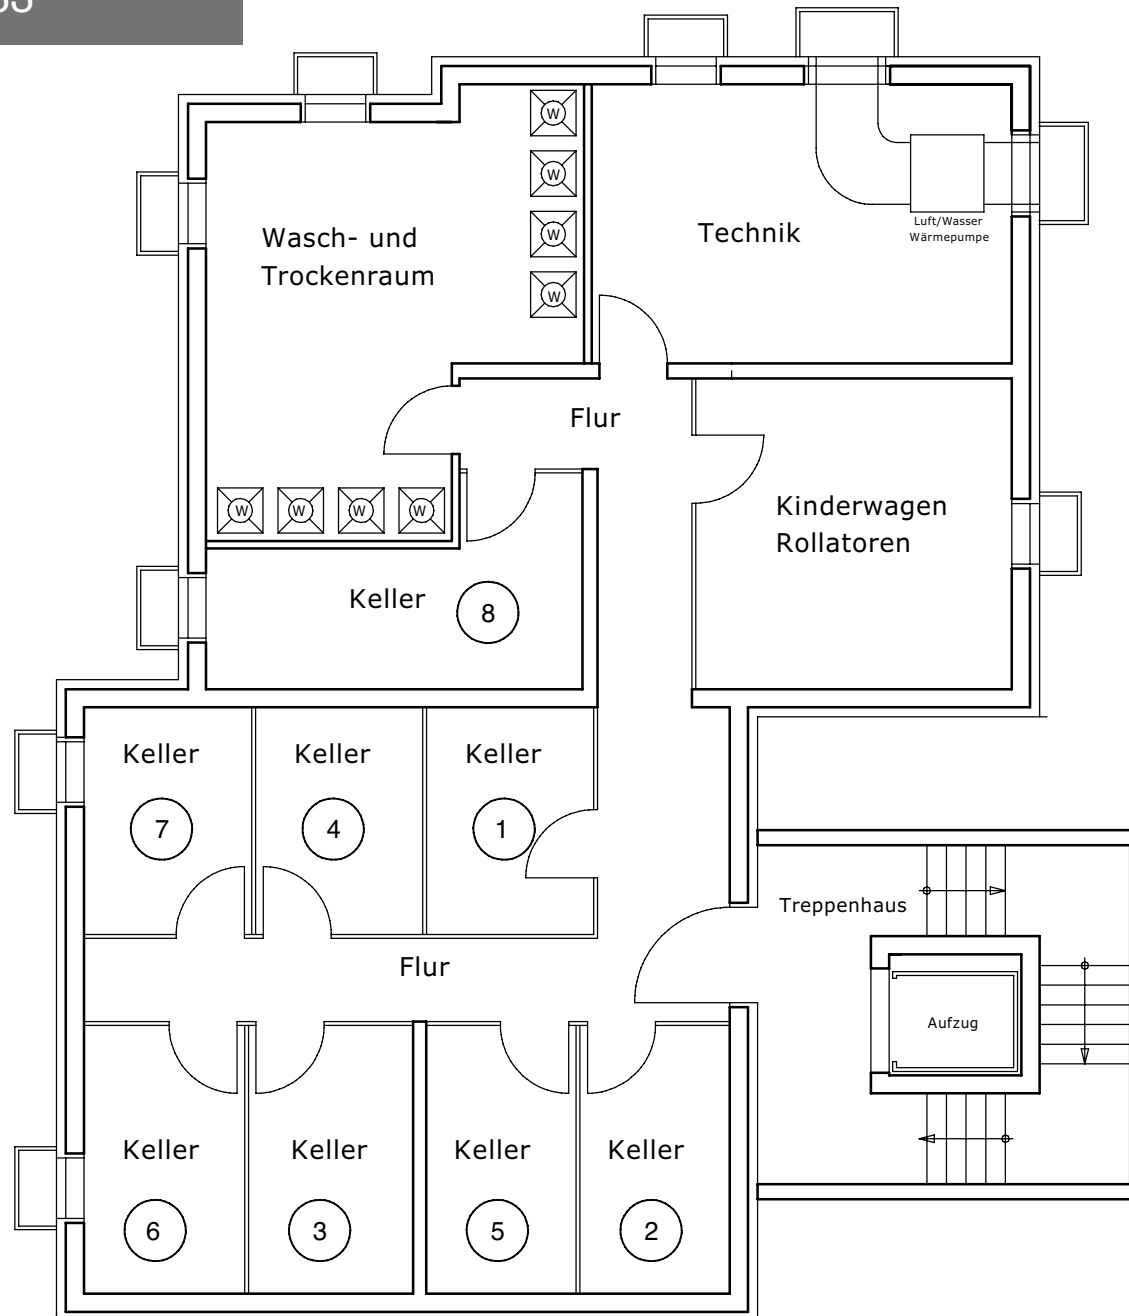 W
W
Luft/Wasser
Wärmepumpe
Technik
W
Wasch- und
Trockenraum
W
Flur
W
W
W
W
Kinderwagen
Rollatoren
Keller
8
Keller
Keller
Keller
7
4
1
Treppenhaus
Flur
Aufzug
Keller
Keller
Keller
Keller
6
3
5
2